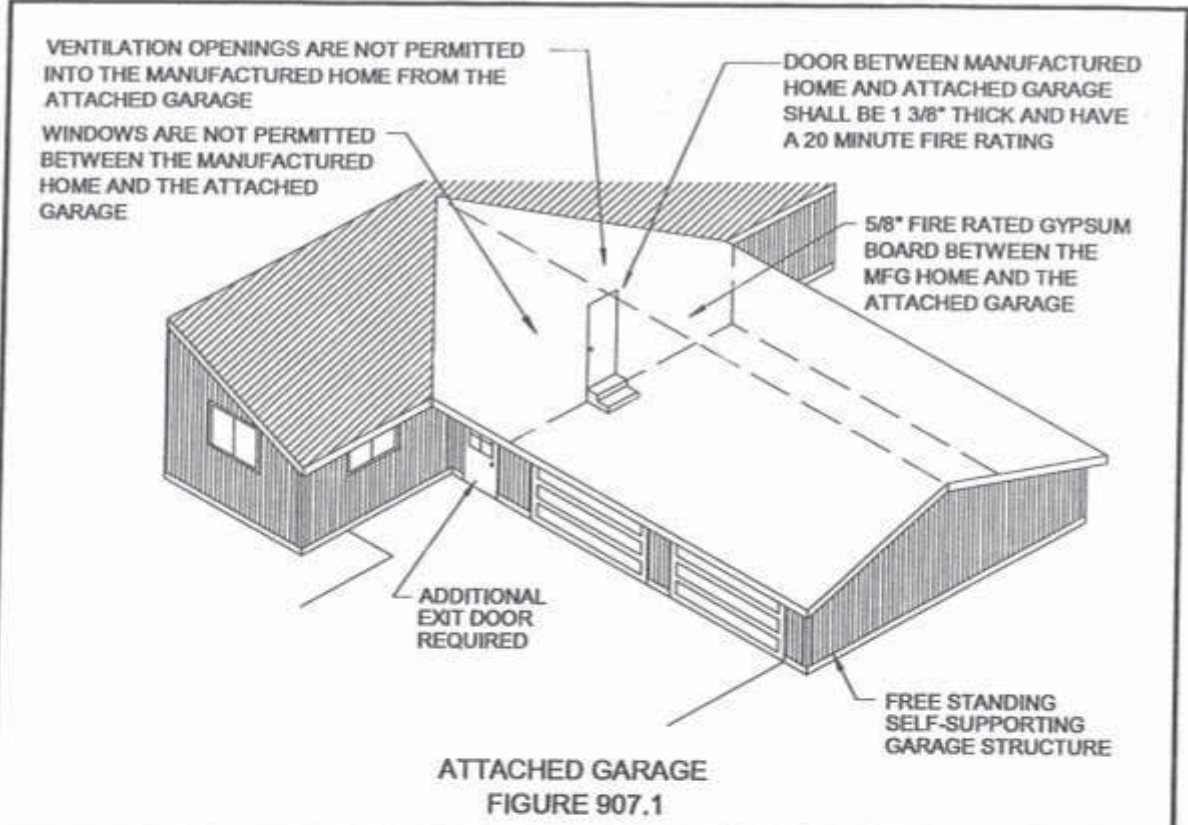 VENTILATION OPENINGS ARE NOT PERMITTED
INTO THE MANUFACTURED HOME FROM THE
ATTACHED GARAGE
WINDOWS ARE NOT PERMITTED
BETWEEN THE MANUFACTURED
HOME AND THE ATTACHED
GARAGE
DOOR BETWEEN MANUFACTURED
HOME AND ATTACHED GARAGE
SHALL BE 1 3/8" THICK AND HAVE
A 20 MINUTE FIRE RATING
5/8" FIRE RATED GYPSUM
BOARD BETWEEN THE
MFG HOME AND THE
ATTACHED GARAGE
ADDITIONAL
EXIT DOOR
REQUIRED
FREE STANDING
SELF-SUPPORTING
GARAGE STRUCTURE
ATTACHED GARAGE
FIGURE 907.1